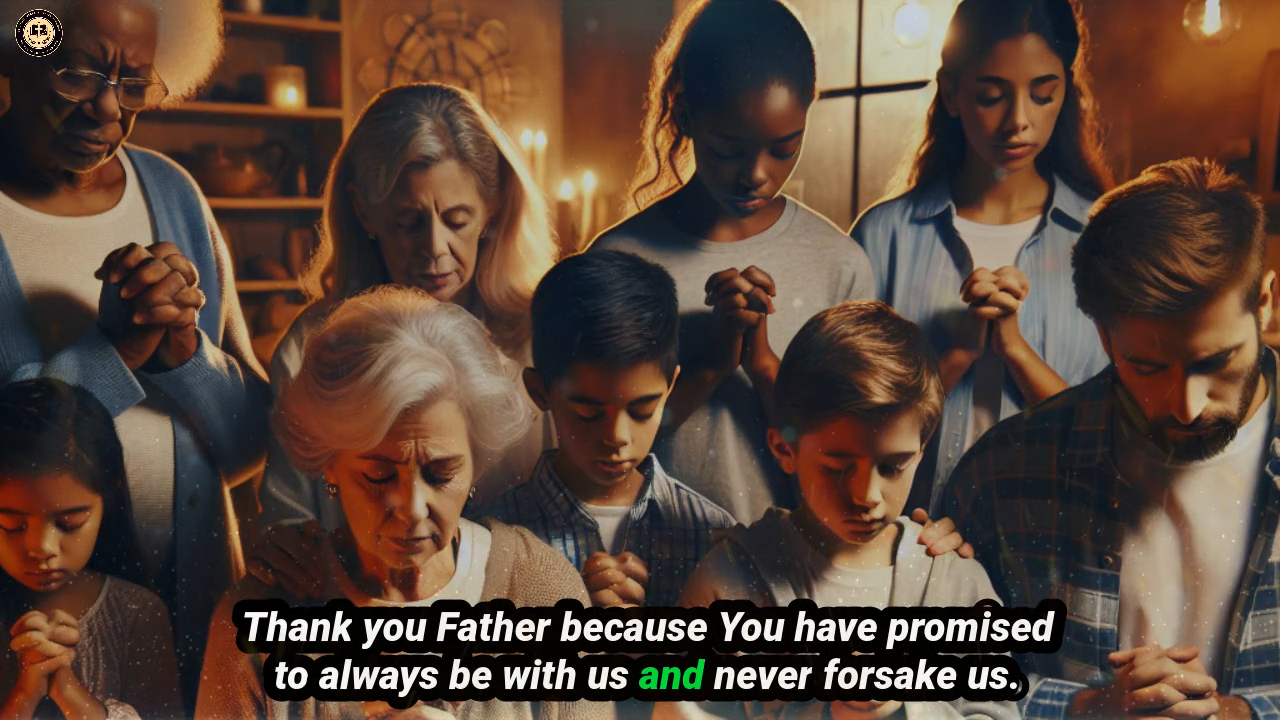 Thank you Father because You have promised
to always be with us and never forsake us.